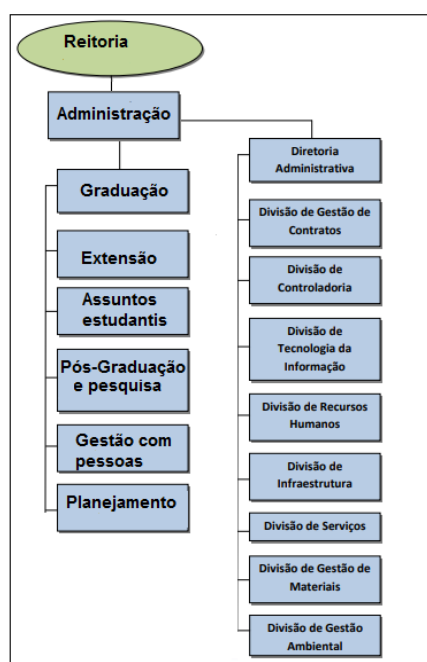 Reitoria
Administração
Graduação
Extensão
Assuntos
estudantis
Pós-Graduação
e pesquisa
Gestão com
pessoas
Planejamento
Diretoria
Administrativa
Divisão de Gestão de
Contratos
Divisão de
Controladoria
Divisão de
Tecnologia da
Informação
Divisão de Recursos
Humanos
Divisão de
Infraestrutura
Divisão de Serviços
Divisão de Gestão de
Materiais
Divisão de Gestão
Ambiental